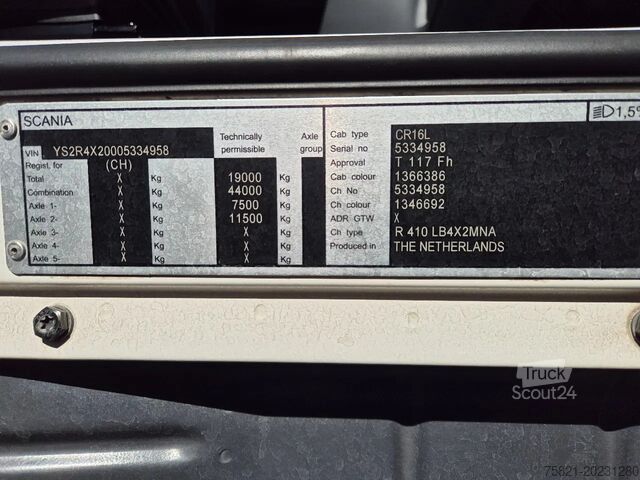 SCANIA
1,5%
VIN YS2R4X20005334958
Technically permissible
Axle group
Regist. for (CH)
Total X Kg 19000 Kg
Combination X Kg 44000 Kg
Axle 1- X Kg 7500 Kg
Axle 2- X Kg 11500 Kg
Axle 3- X Kg X Kg
Axle 4- X Kg X Kg
Axle 5- X Kg X Kg
Cab type CR16L
Serial no 5334958
Approval T 117 Fh
Cab colour 1366386
Ch No 5334958
Ch colour 1346692
ADR GTW X
Ch type R 410 LB4X2MNA
Produced in THE NETHERLANDS
Truck
Scout24
75821-20231280